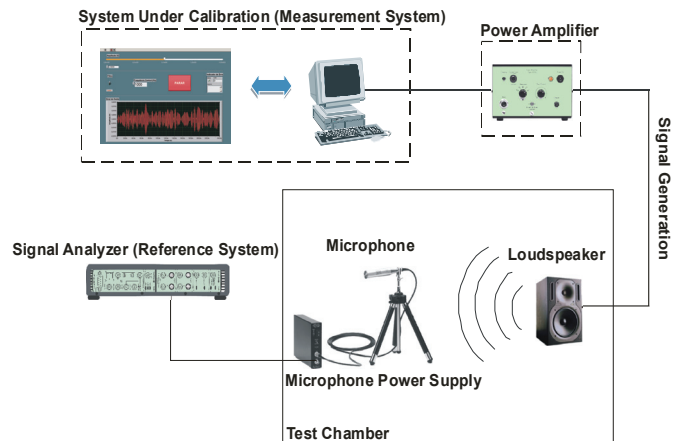 System Under Calibration (Measurement System)
Power Amplifier
Signal Generation
Signal Analyzer (Reference System)
Microphone
Loudspeaker
Microphone Power Supply
Test Chamber